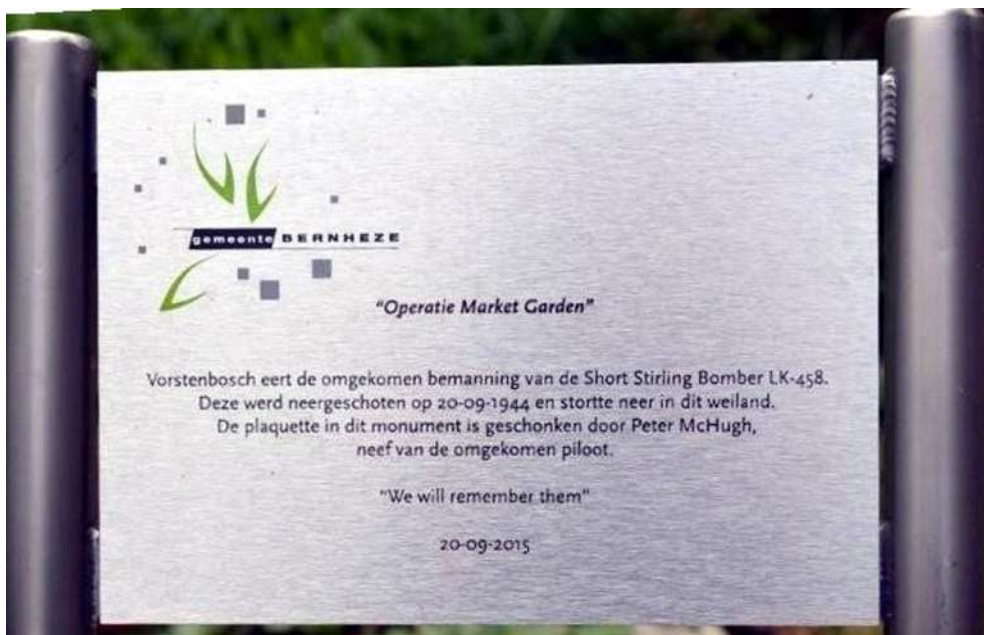 gemeente BERNHEZE
"Operatie Market Garden"
Vorstenbosch eert de omgekomen bemanning van de Short Stirling Bomber LK-458.
Deze werd neergeschoten op 20-09-1944 en stortte neer in dit weiland.
De plaquette in dit monument is geschonken door Peter McHugh,
neef van de omgekomen piloot.
"We will remember them"
20-09-2015